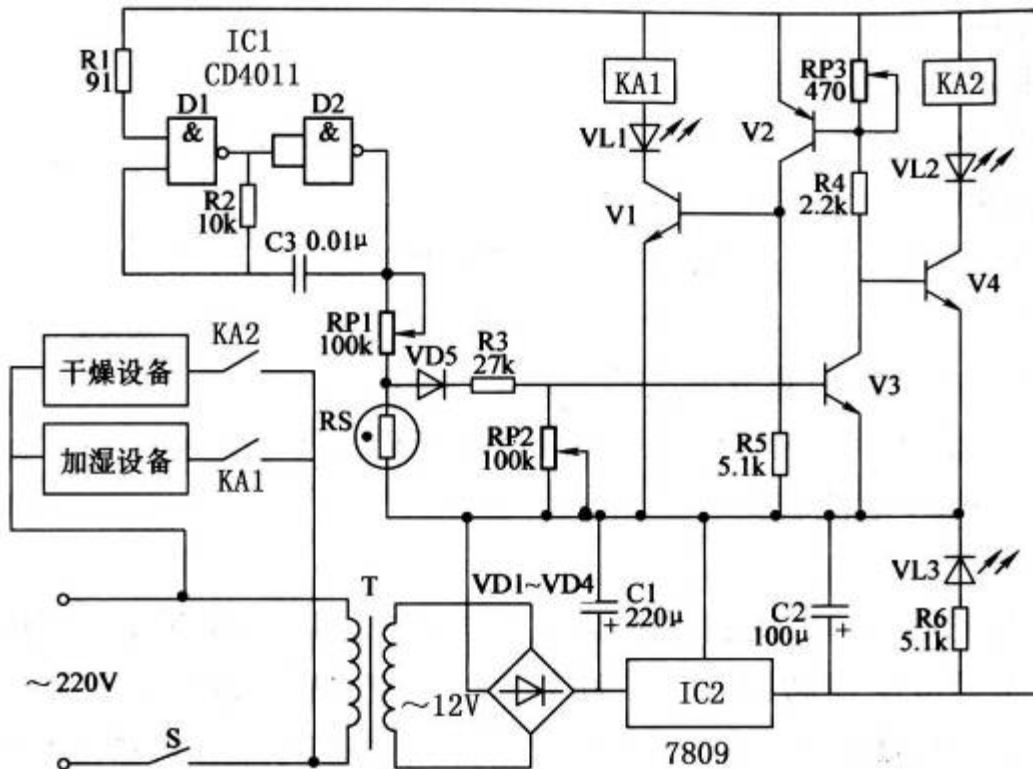 IC1
CD4011
R1
91
D1
&
D2
&
R2
10k
C3 0.01μ
KA1
VL1
V1
V2
RP3
470
R4
2.2k
KA2
VL2
V4
RP1
100k
VD5
R3
27k
V3
RS
RP2
100k
R5
5.1k
KA2
干燥设备
加湿设备
KA1
T
VD1~VD4
C1
220μ
+
C2
100μ
+
VL3
R6
5.1k
~220V
S
~12V
IC2
7809